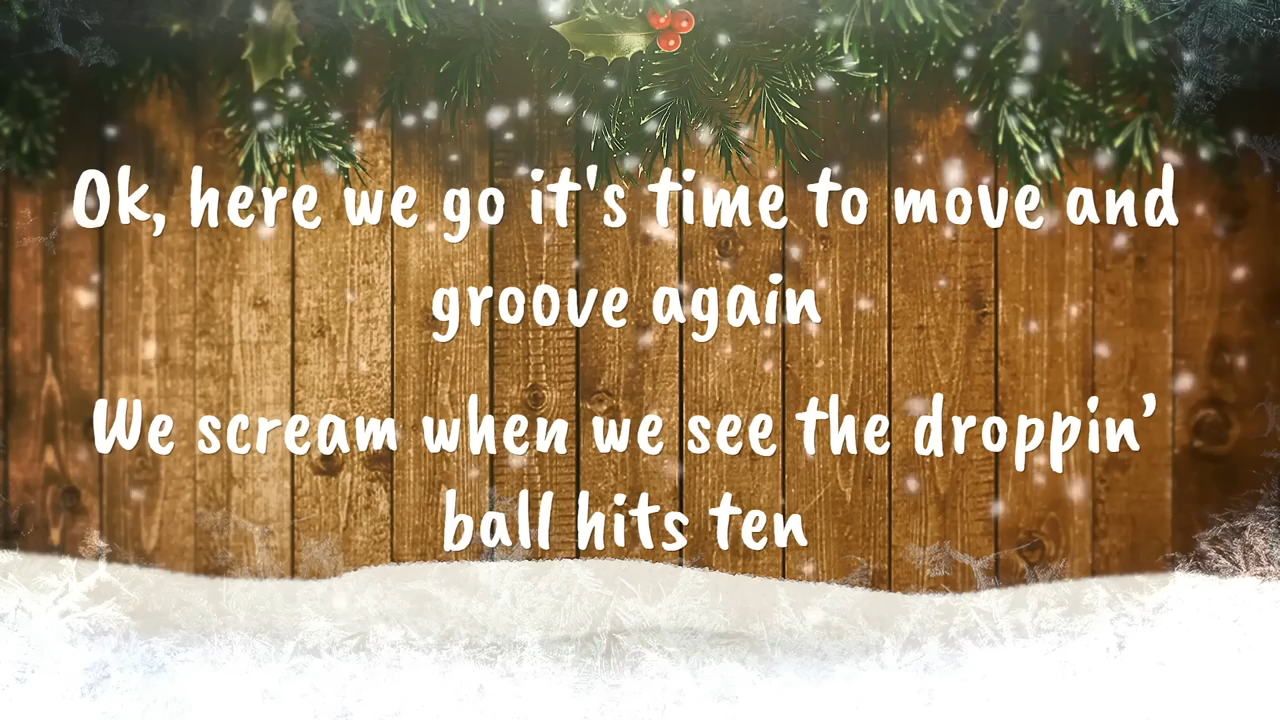 Ok, here we go it's time to move and
groove again
We scream when we see the droppin’
ball hits ten